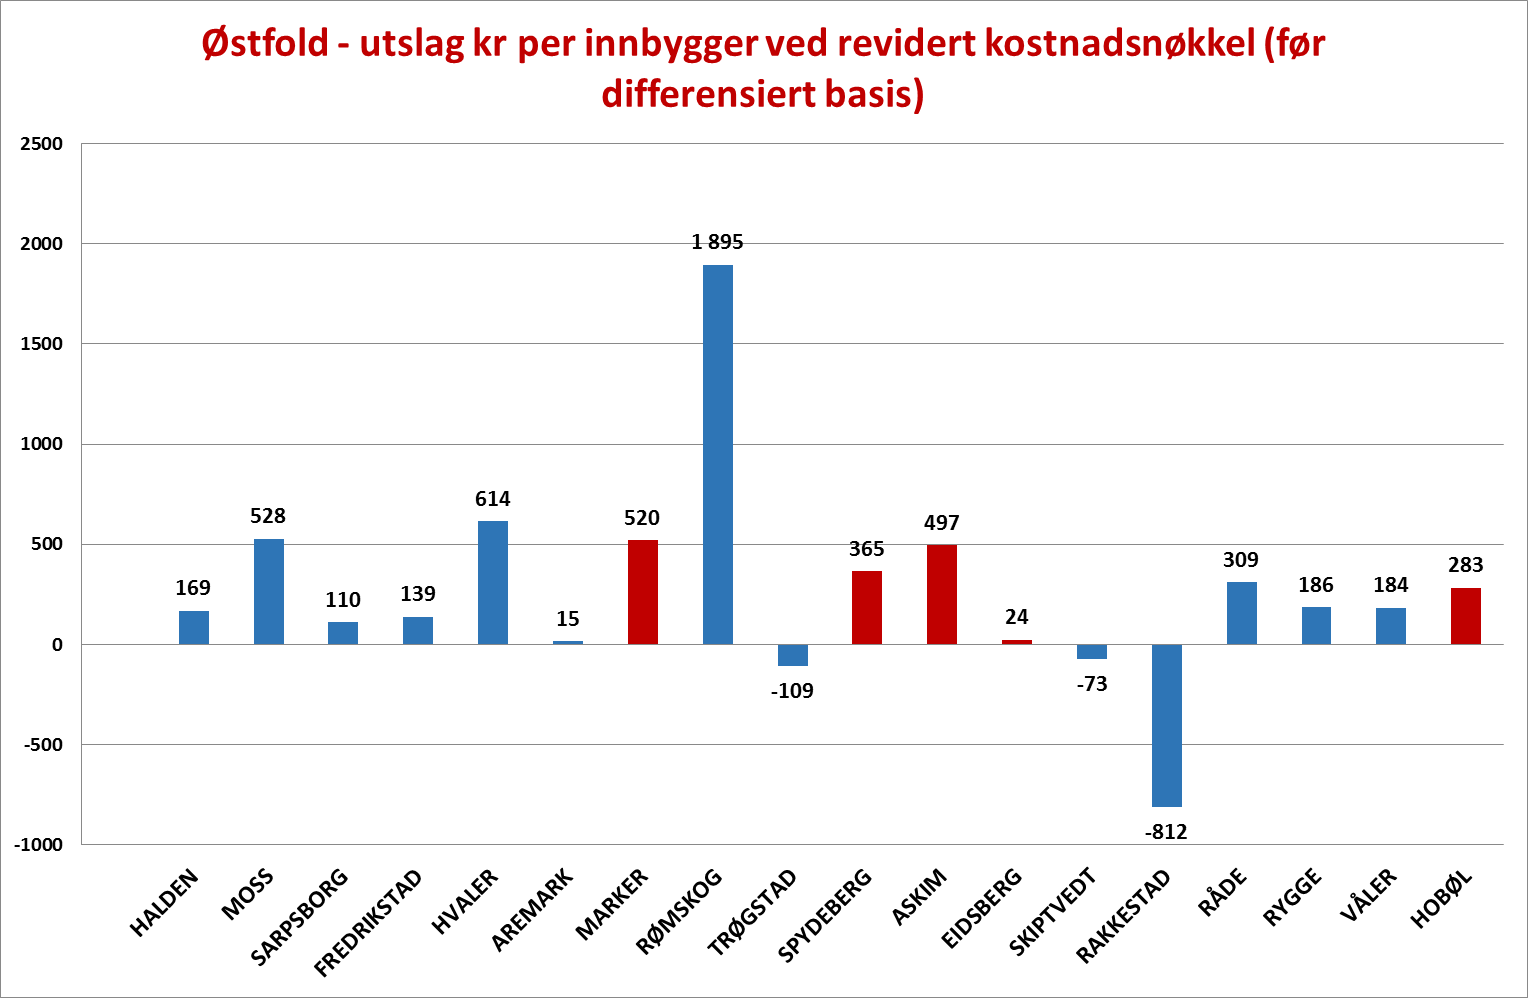 Østfold - utslag kr per innbygger ved revidert kostnadsnøkkel (før
differensiert basis)
2500
2000
1500
1000
500
0
-500
-1000
169
528
110
139
614
15
520
1 895
-109
365
497
24
-73
-812
309
186
184
283
HALDEN
MOSS
SARPSBORG
FREDRIKSTAD
HVALER
AREMARK
MARKER
RØMSKOG
TRØGSTAD
SPYDEBERG
ASKIM
EIDSBERG
SKIPTVEDT
RAKKESTAD
RÅDE
RYGGE
VÅLER
HOBØL